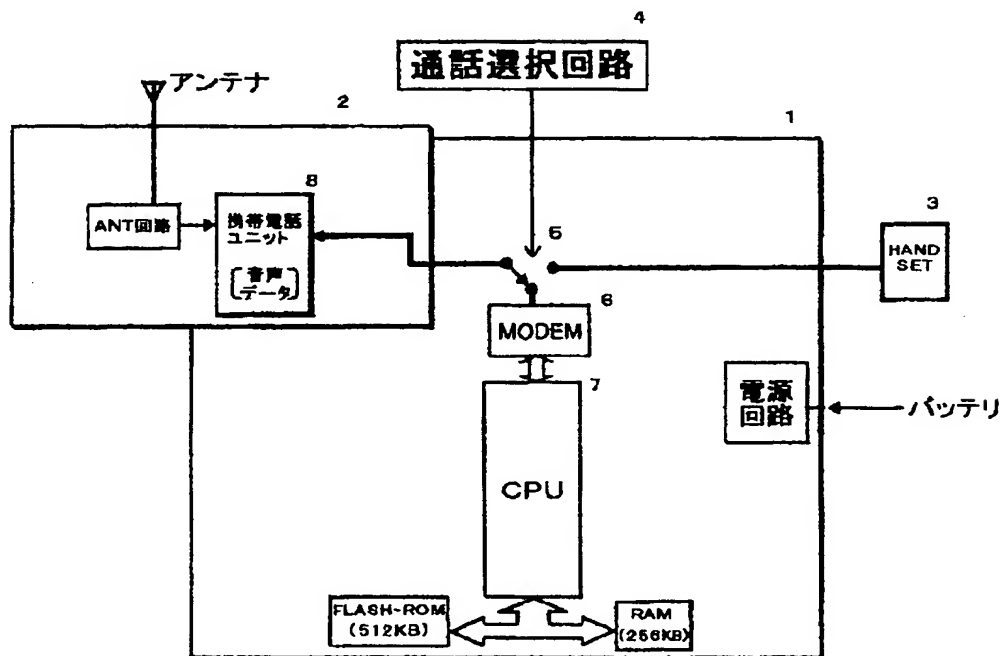 4
通話選択回路
アンテナ
2
1
8
ANT回路
携帯電話
ユニット
音声
データ
5
3
HAND
SET
6
MODEM
7
電源
回路
バッテリ
CPU
FLASH-ROM
(512KB)
RAM
(256KB)